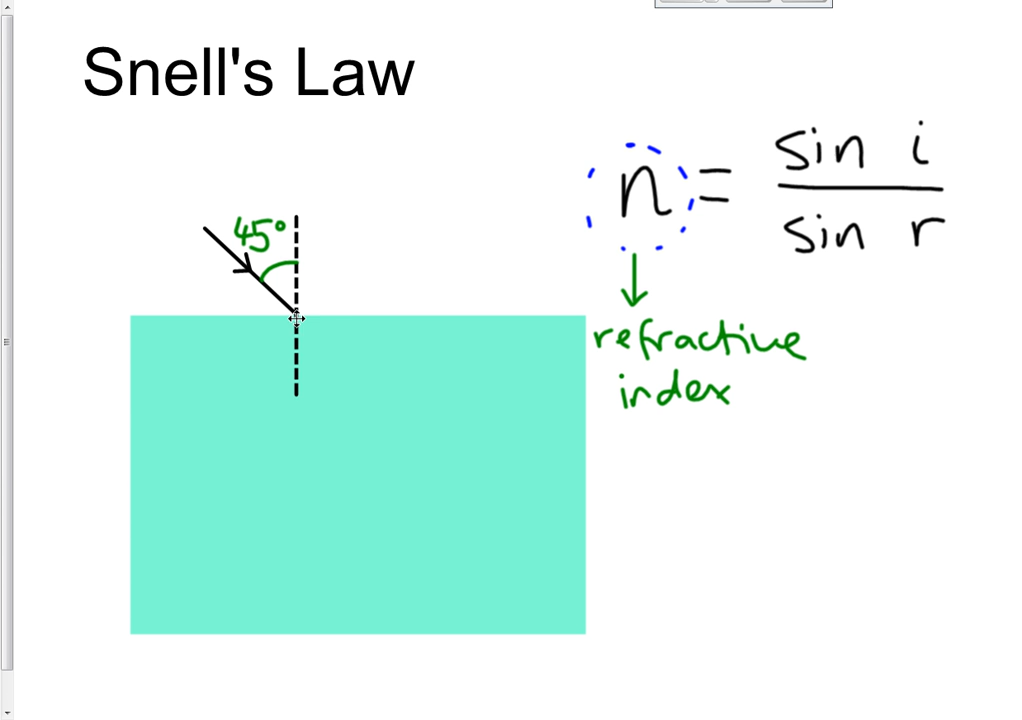 Snell's Law
n = sin i
sin r
45°
refractive
index